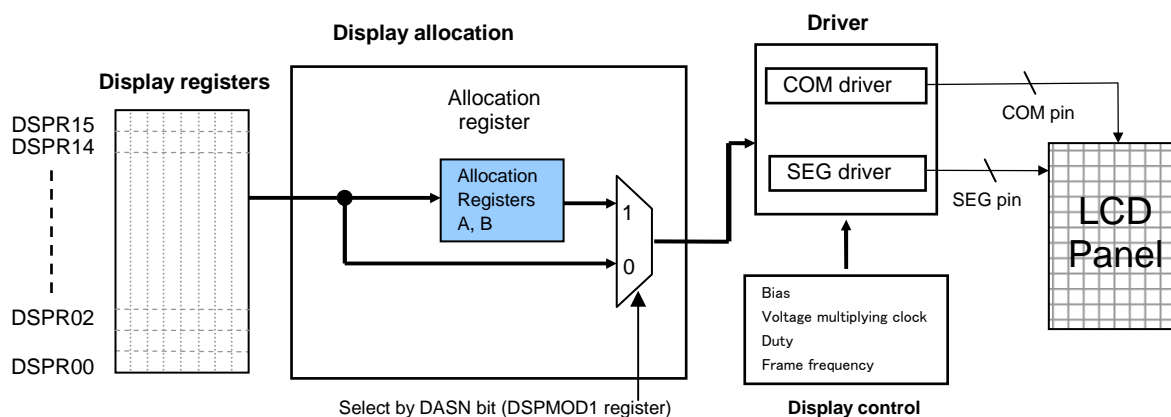 Display registers
DSPR15
DSPR14
DSPR02
DSPR00
Display allocation
Allocation
register
Allocation
Registers
A, B
1
0
Select by DASN bit (DSPMOD1 register)
Driver
COM driver
SEG driver
COM pin
SEG pin
LCD
Panel
Bias
Voltage multiplying clock
Duty
Frame frequency
Display control